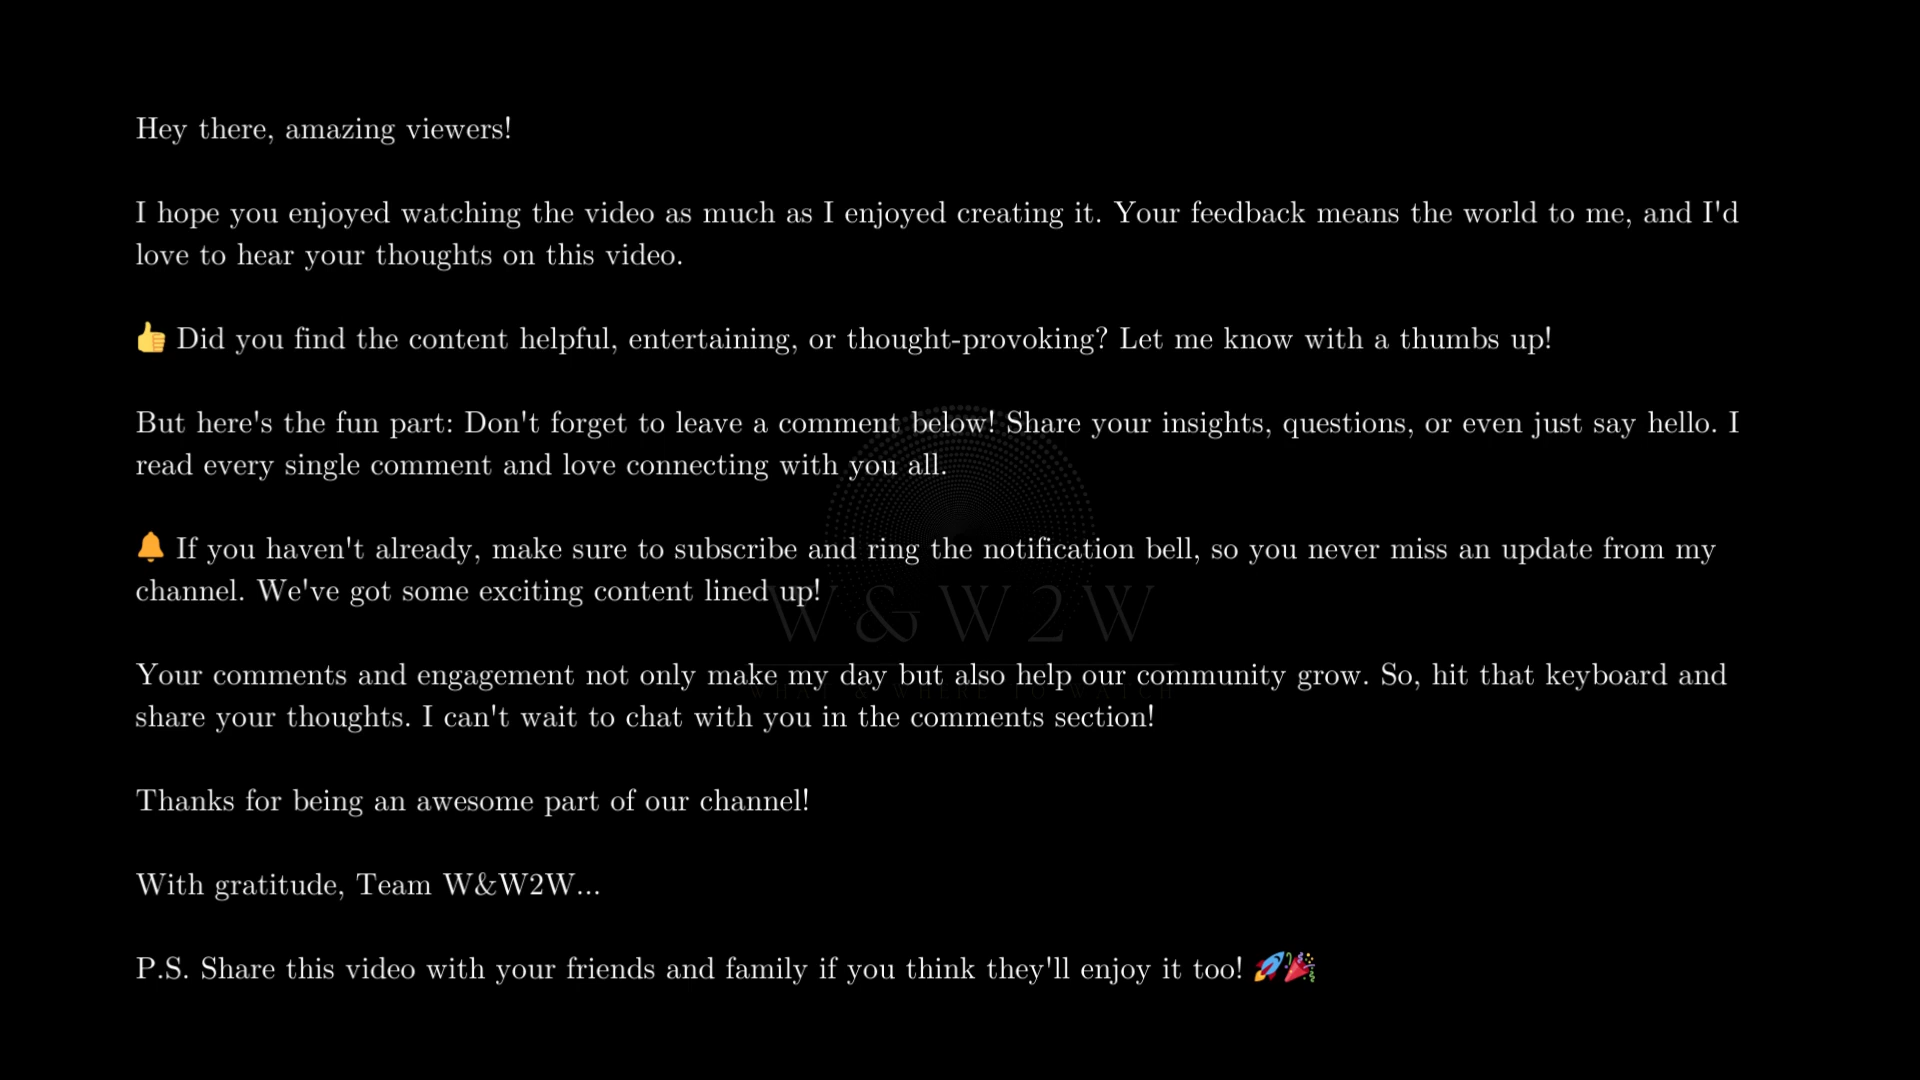 Hey there, amazing viewers!
I hope you enjoyed watching the video as much as I enjoyed creating it. Your feedback means the world to me, and I'd
love to hear your thoughts on this video.
👍 Did you find the content helpful, entertaining, or thought-provoking? Let me know with a thumbs up!
But here's the fun part: Don't forget to leave a comment below! Share your insights, questions, or even just say hello. I
read every single comment and love connecting with you all.
🔔 If you haven't already, make sure to subscribe and ring the notification bell, so you never miss an update from my
channel. We've got some exciting content lined up!
W&W2W
Your comments and engagement not only make my day but also help our community grow. So, hit that keyboard and
WHAT & WHERE TO WATCH
share your thoughts. I can't wait to chat with you in the comments section!
Thanks for being an awesome part of our channel!
With gratitude, Team W&W2W...
P.S. Share this video with your friends and family if you think they'll enjoy it too! 🚀🎉